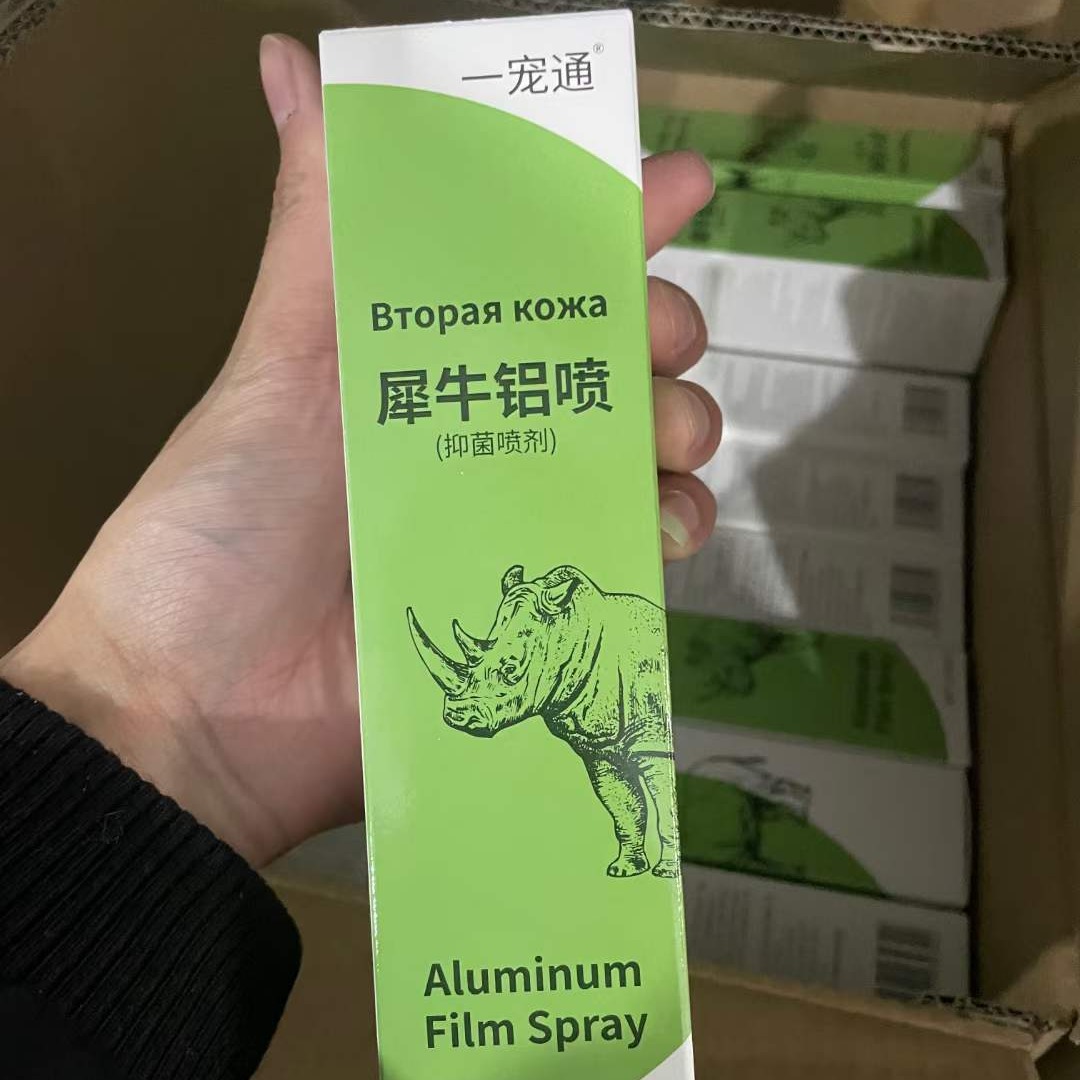 一宠通®
Вторая кожа
犀牛铝喷
(抑菌喷剂)
Aluminum
Film Spray